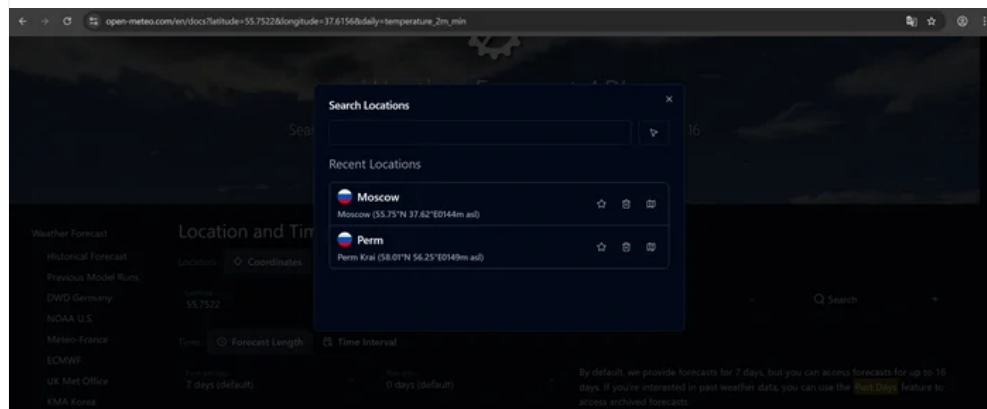 open-meteo.com/en/docs?latitude=55.7522&longitude=37.6156&daily=temperature_2m_min
Search Locations
Sea
16
Recent Locations
Moscow
Moscow (55.75°N 37.62°E0144m asl)
Perm
Perm Krai (58.01°N 56.25°E0149m asl)
Weather Forecast
Historical Forecast
Previous Model Runs
DWD Germany
NOAA U.S.
Meteo-France
ECMWF
UK Met Office
KMA Korea
Location and Tim
Location: Coordinates
Latitude
55.7522
Search
Time: Forecast Length Time Interval
7 days (default)
0 days (default)
By default, we provide forecasts for 7 days, but you can access forecasts for up to 16
days. If you're interested in past weather data, you can use the Past Days feature to
access archived forecasts.